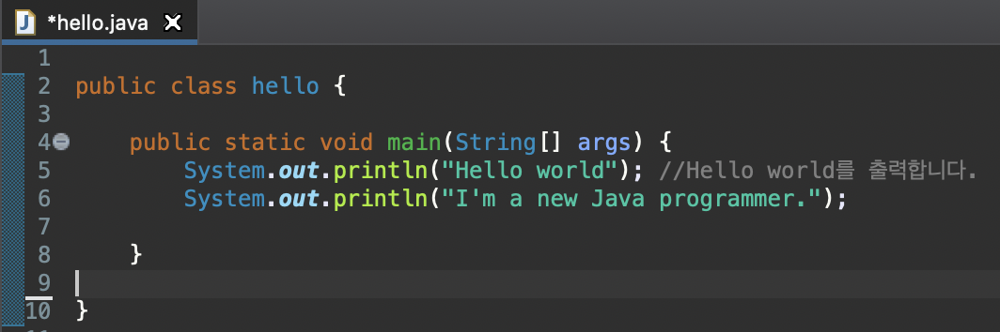 *hello.java
1
2 public class hello {
3
4 public static void main(String[] args) {
5 System.out.println("Hello world"); //Hello world를 출력합니다.
6 System.out.println("I'm a new Java programmer.");
7
8 }
9
10 }